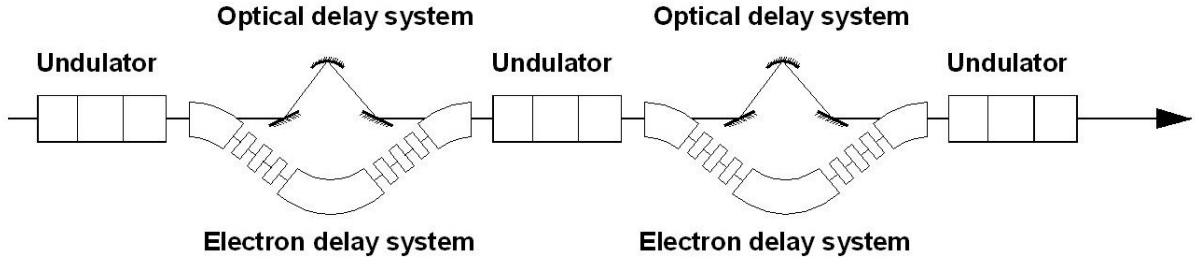 Optical delay system
Optical delay system
Undulator
Undulator
Undulator
Electron delay system
Electron delay system